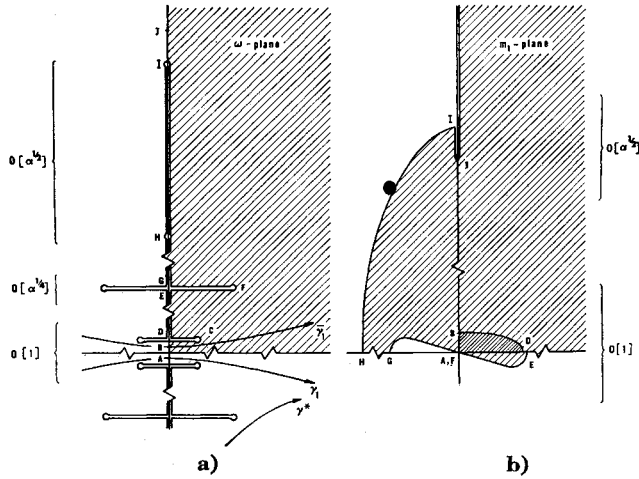 J
I
ω - plane
O[α^{1/2}]
H
O[α^{1/4}]
G
E
F
D
C
O[1]
B
A
γ̄₁
γ₁
γ*
a)
m₁-plane
I
J
O[α^{1/2}]
B
D
O[1]
H
G
A,F
E
b)